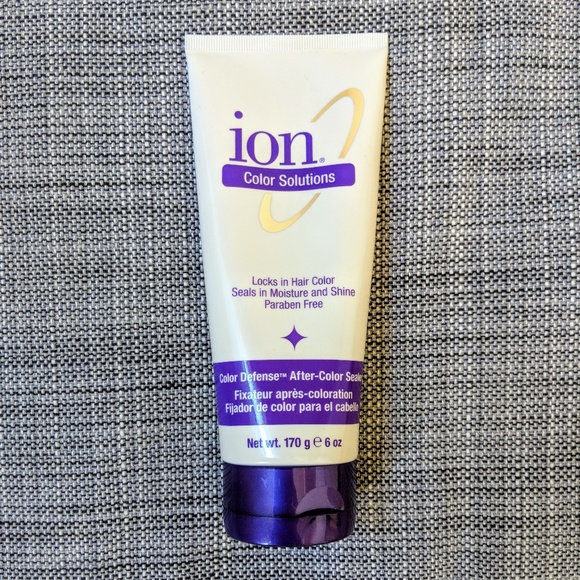 ion®
Color Solutions
Locks in Hair Color
Seals in Moisture and Shine
Paraben Free
Color Defense™ After-Color Sealer
Fixateur après-coloration
Fijador de color para el cabello
Net wt. 170 g ℮ 6 oz